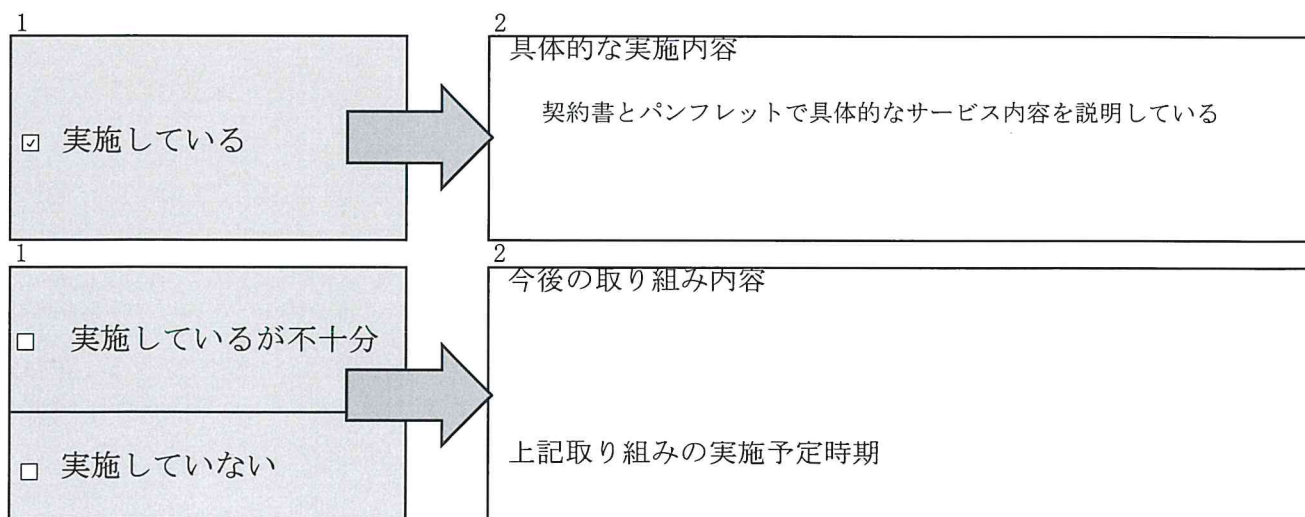 1
2
☑ 実施している
具体的な実施内容
契約書とパンフレットで具体的なサービス内容を説明している
1
2
□ 実施しているが不十分
□ 実施していない
今後の取り組み内容
上記取り組みの実施予定時期